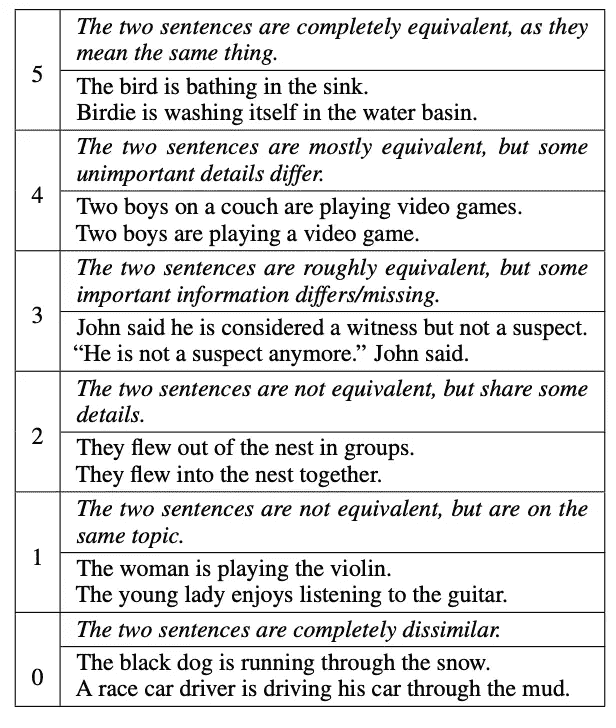 5
The two sentences are completely equivalent, as they
mean the same thing.
The bird is bathing in the sink.
Birdie is washing itself in the water basin.
4
The two sentences are mostly equivalent, but some
unimportant details differ.
Two boys on a couch are playing video games.
Two boys are playing a video game.
3
The two sentences are roughly equivalent, but some
important information differs/missing.
John said he is considered a witness but not a suspect.
“He is not a suspect anymore.” John said.
2
The two sentences are not equivalent, but share some
details.
They flew out of the nest in groups.
They flew into the nest together.
1
The two sentences are not equivalent, but are on the
same topic.
The woman is playing the violin.
The young lady enjoys listening to the guitar.
0
The two sentences are completely dissimilar.
The black dog is running through the snow.
A race car driver is driving his car through the mud.